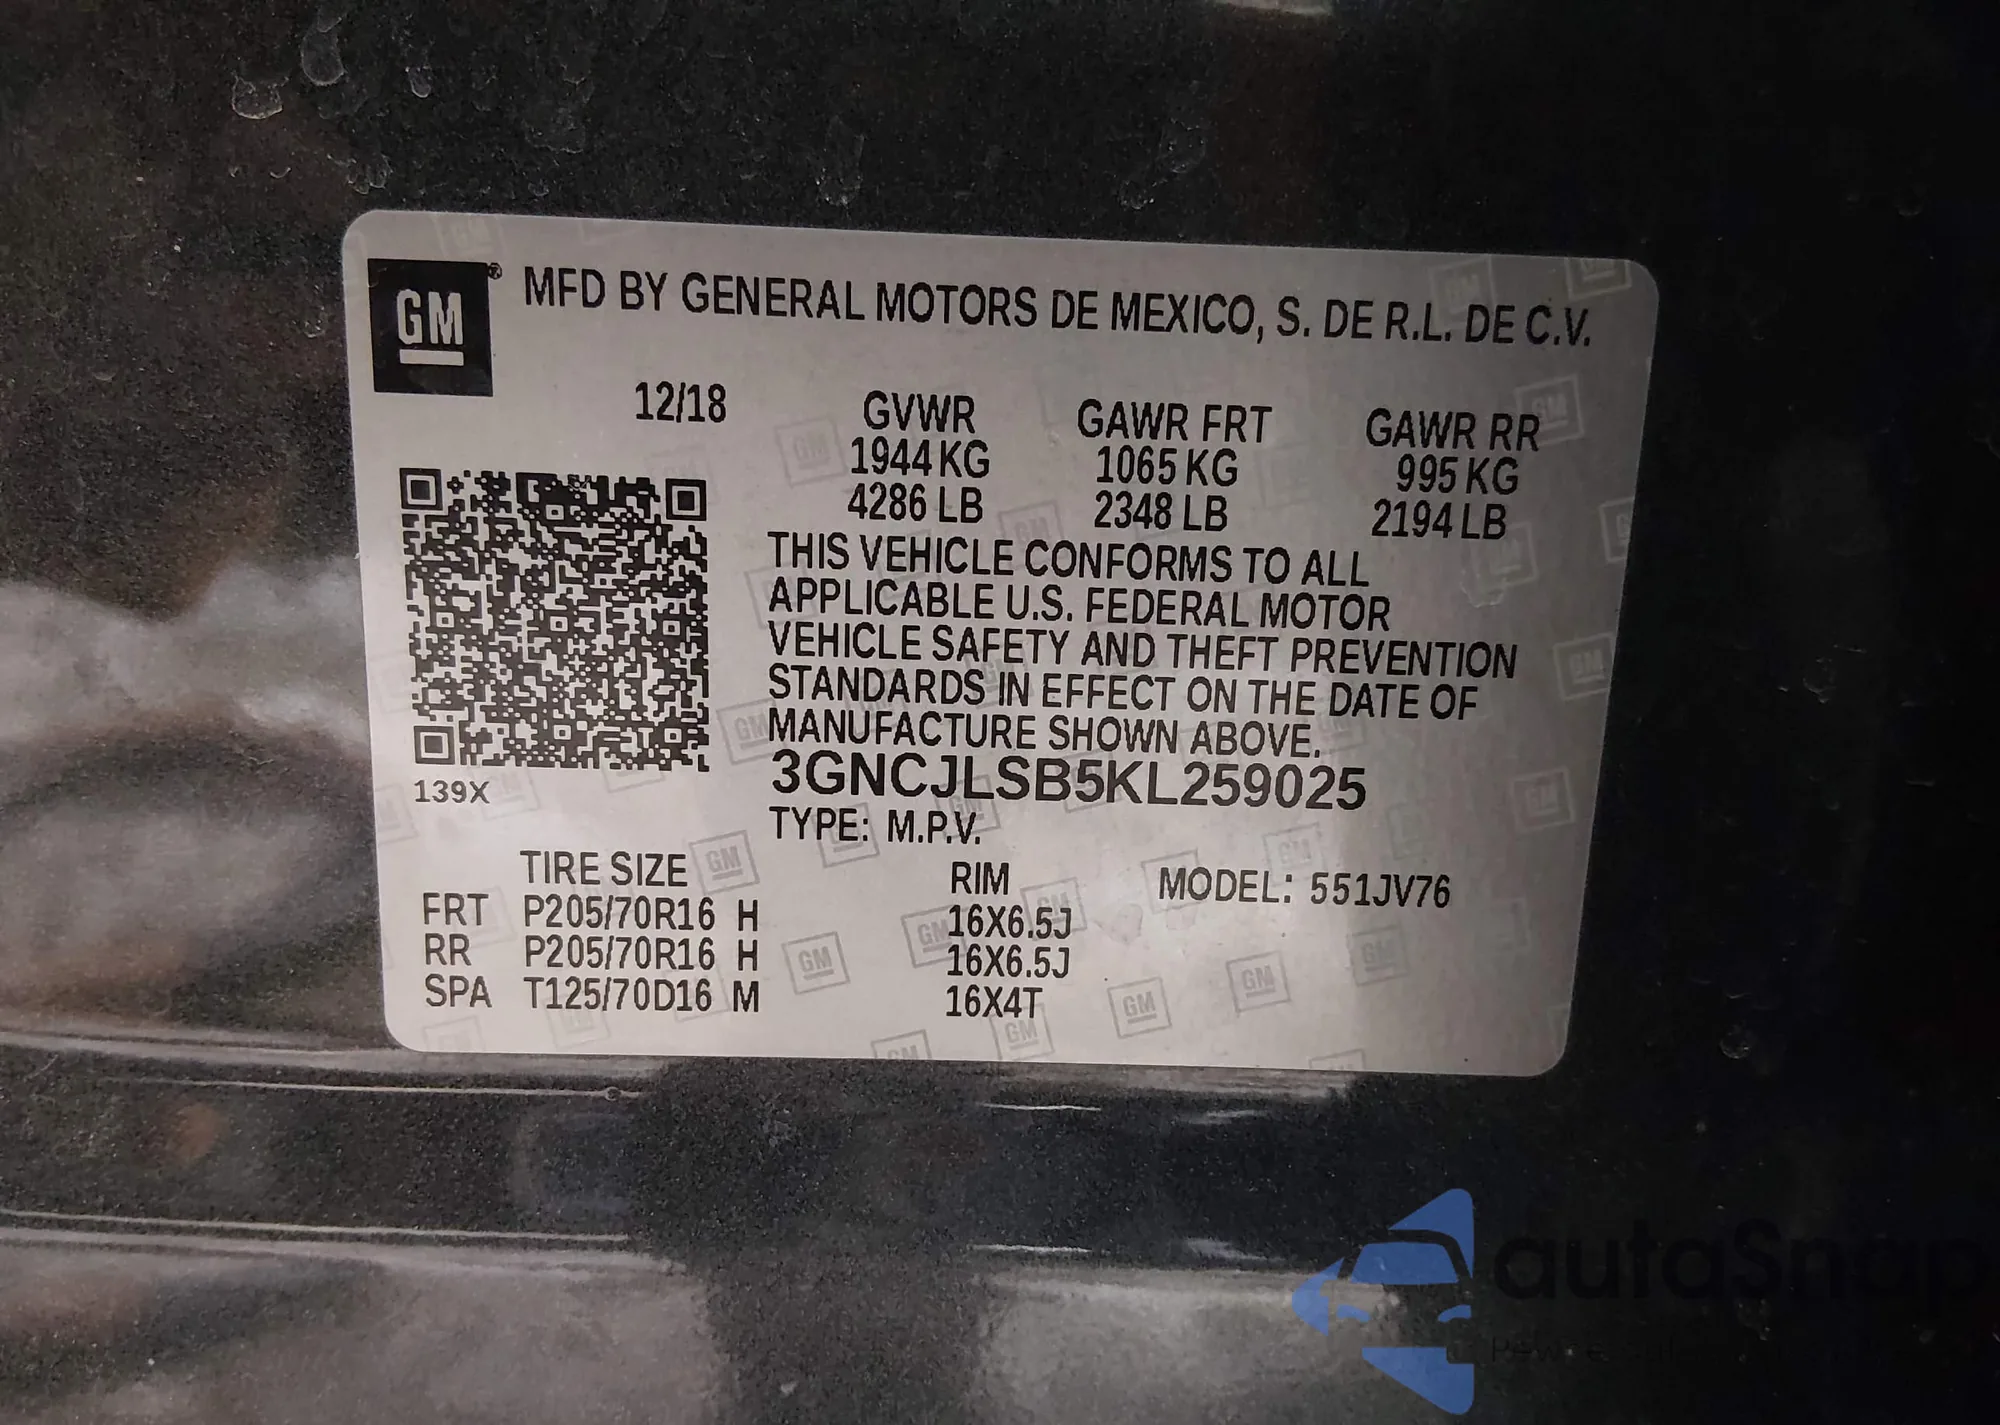 GM® MFD BY GENERAL MOTORS DE MEXICO, S. DE R.L. DE C.V.
12/18 GVWR GAWR FRT GAWR RR
1944 KG 1065 KG 995 KG
4286 LB 2348 LB 2194 LB
THIS VEHICLE CONFORMS TO ALL
APPLICABLE U.S. FEDERAL MOTOR
VEHICLE SAFETY AND THEFT PREVENTION
STANDARDS IN EFFECT ON THE DATE OF
MANUFACTURE SHOWN ABOVE.
3GNCJLSB5KL259025
139X
TYPE: M.P.V.
TIRE SIZE RIM MODEL: 551JV76
FRT P205/70R16 H 16X6.5J
RR P205/70R16 H 16X6.5J
SPA T125/70D16 M 16X4T
autaSnap